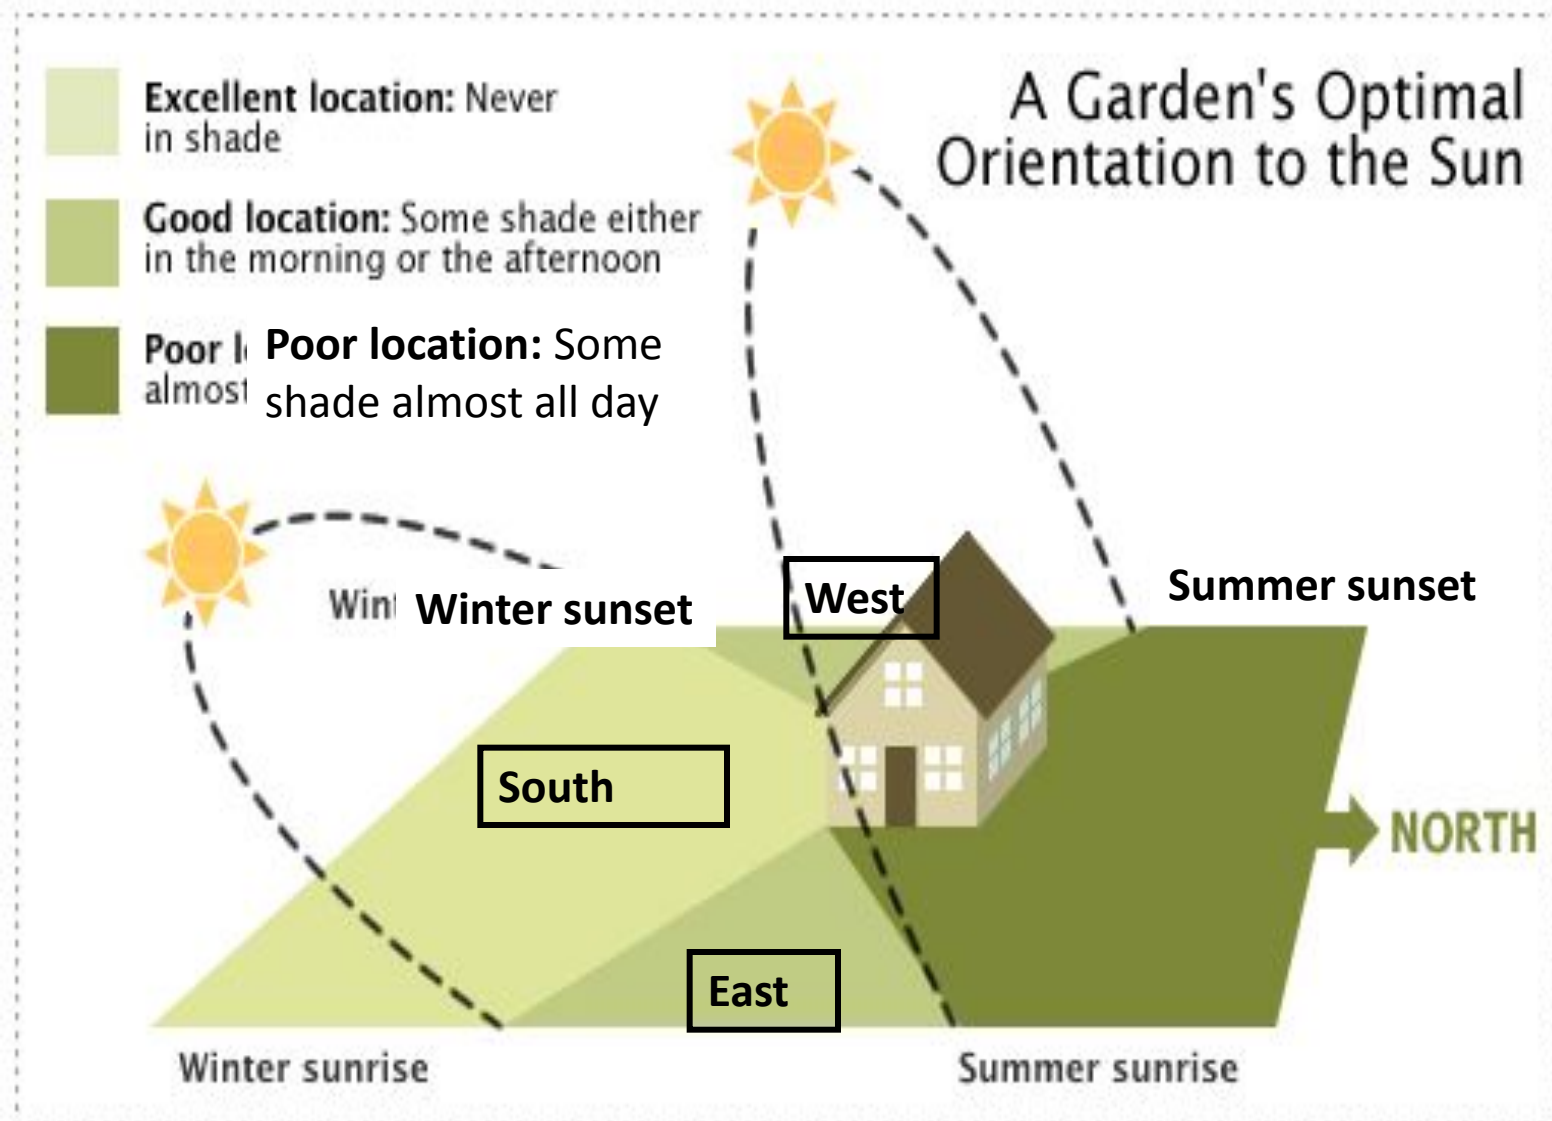 A Garden's Optimal
Orientation to the Sun
Excellent location: Never
in shade
Good location: Some shade either
in the morning or the afternoon
Poor
almost
Poor location: Some
shade almost all day
Winter sunset
West
Summer sunset
South
NORTH
East
Winter sunrise
Summer sunrise